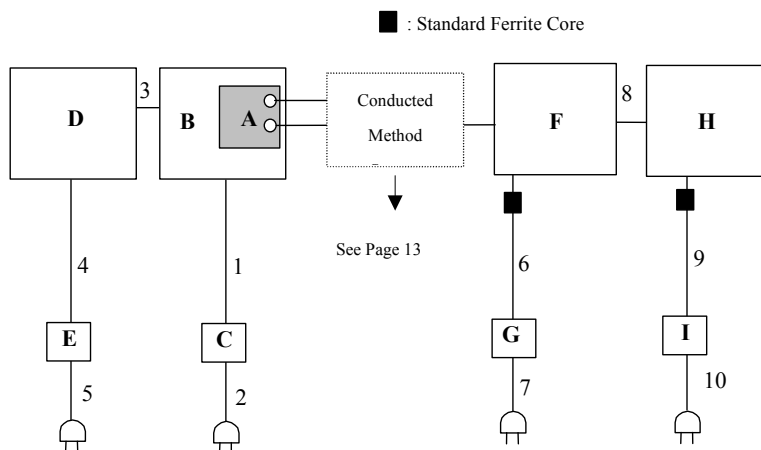 : Standard Ferrite Core
3
8
D
B
A
Conducted
Method
F
H
See Page 13
4
1
6
9
E
C
G
I
5
2
7
10